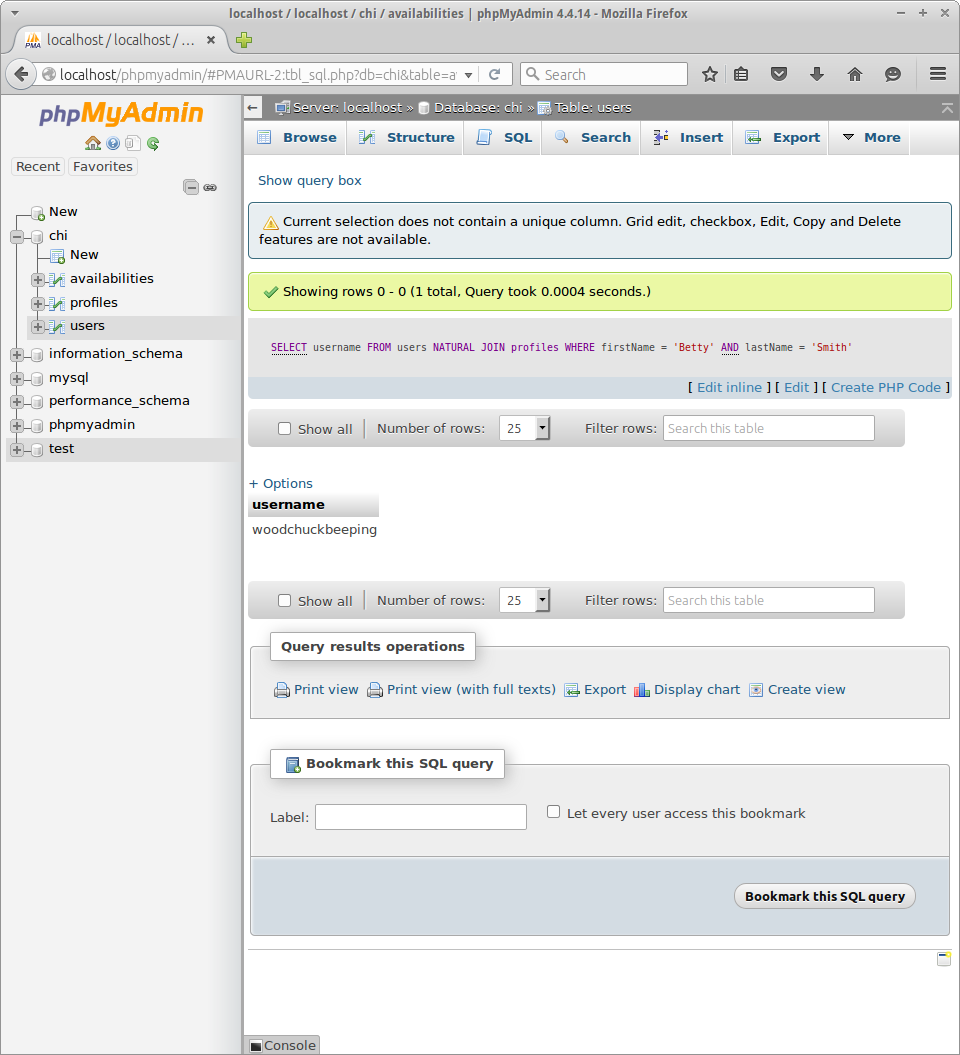 localhost / localhost / chi / availabilities | phpMyAdmin 4.4.14 - Mozilla Firefox
PMA localhost / localhost / ...
localhost/phpmyadmin/#PMAURL-2:tbl_sql.php?db=chi&table=a
Search
phpMyAdmin
Recent Favorites
New
chi
New
availabilities
profiles
users
information_schema
mysql
performance_schema
phpmyadmin
test
Server: localhost » Database: chi » Table: users
Browse Structure SQL Search Insert Export More
Show query box
Current selection does not contain a unique column. Grid edit, checkbox, Edit, Copy and Delete
features are not available.
Showing rows 0 - 0 (1 total, Query took 0.0004 seconds.)
SELECT username FROM users NATURAL JOIN profiles WHERE firstName = 'Betty' AND lastName = 'Smith'
[ Edit inline ] [ Edit ] [ Create PHP Code ]
Show all | Number of rows: 25 Filter rows: Search this table
+ Options
username
woodchuckbeeping
Show all | Number of rows: 25 Filter rows: Search this table
Query results operations
Print view Print view (with full texts) Export Display chart Create view
Bookmark this SQL query
Label: Let every user access this bookmark
Bookmark this SQL query
Console